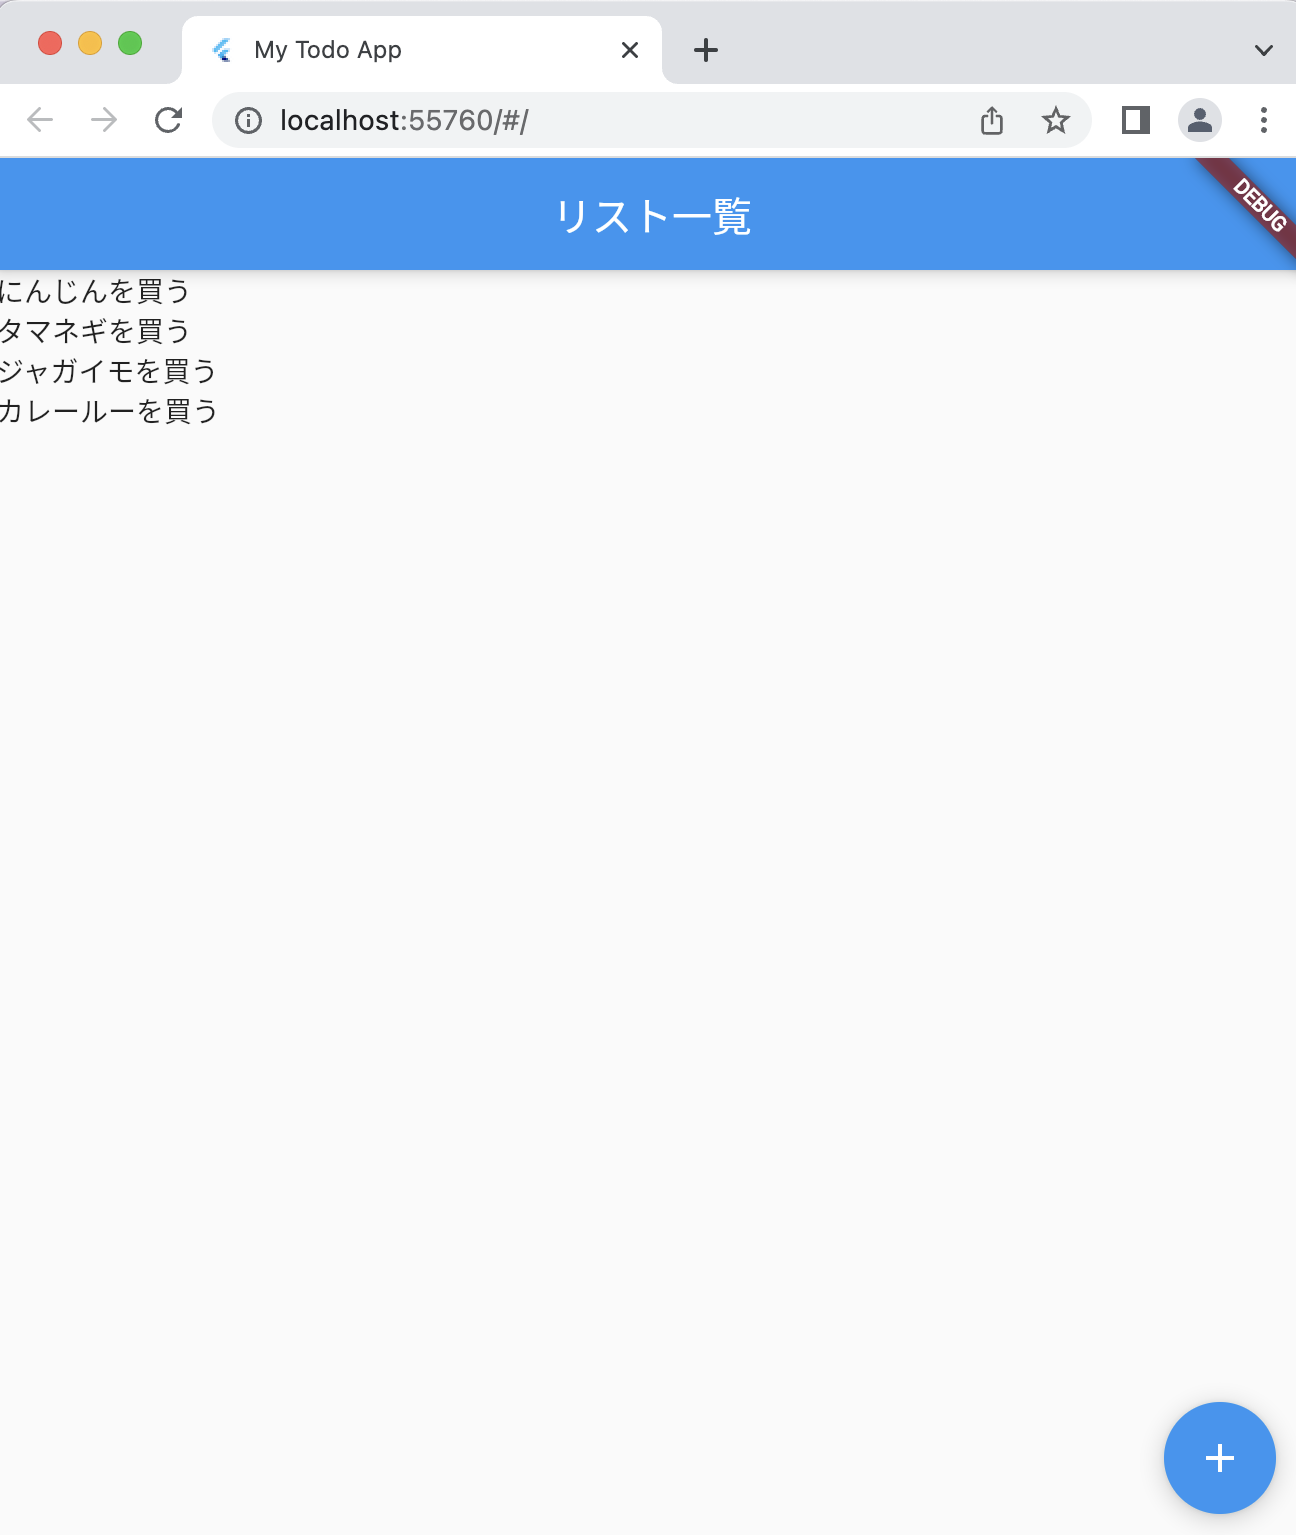 My Todo App
localhost:55760/#/
リスト一覧
DEBUG
にんじんを買う
タマネギを買う
ジャガイモを買う
カレールーを買う